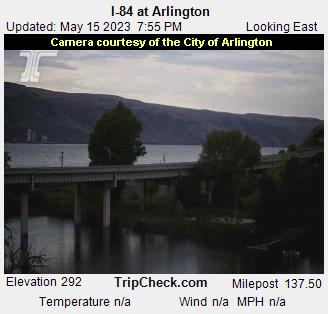 I-84 at Arlington
Updated: May 15 2023 7:55 PM Looking East
Camera courtesy of the City of Arlington
Elevation 292 TripCheck.com Milepost 137.50
Temperature n/a Wind n/a MPH n/a